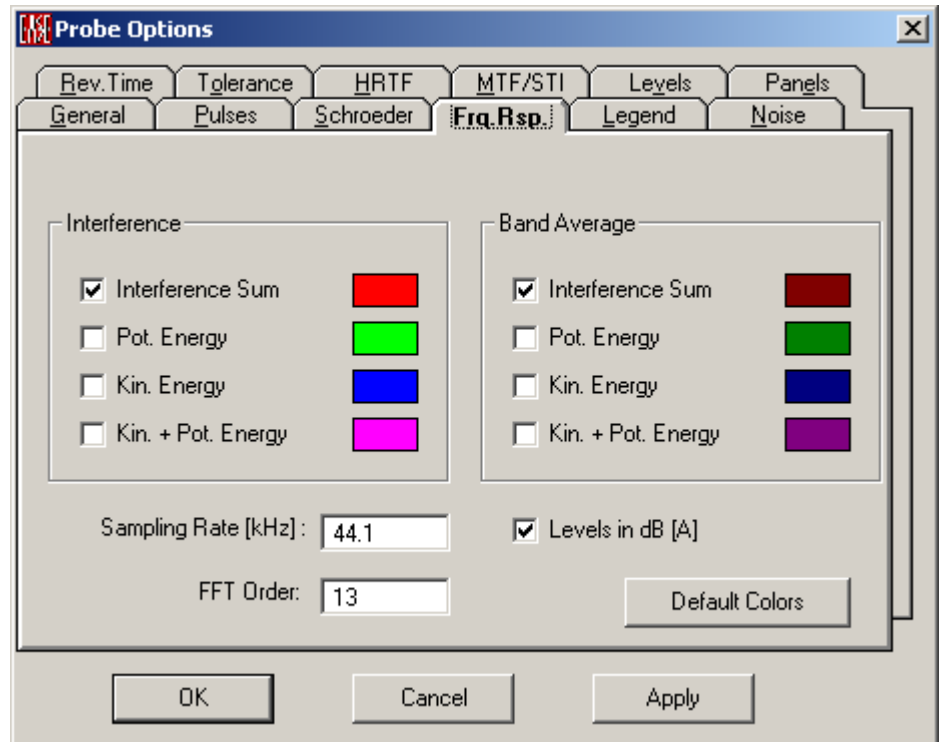 EASE
Probe Options
Rev.Time Tolerance HRTF MTF/STI Levels Panels
General Pulses Schroeder Frq.Rsp. Legend Noise
Interference Band Average
Interference Sum Interference Sum
Pot. Energy Pot. Energy
Kin. Energy Kin. Energy
Kin. + Pot. Energy Kin. + Pot. Energy
Sampling Rate [kHz] : 44.1 Levels in dB [A]
FFT Order: 13 Default Colors
OK Cancel Apply